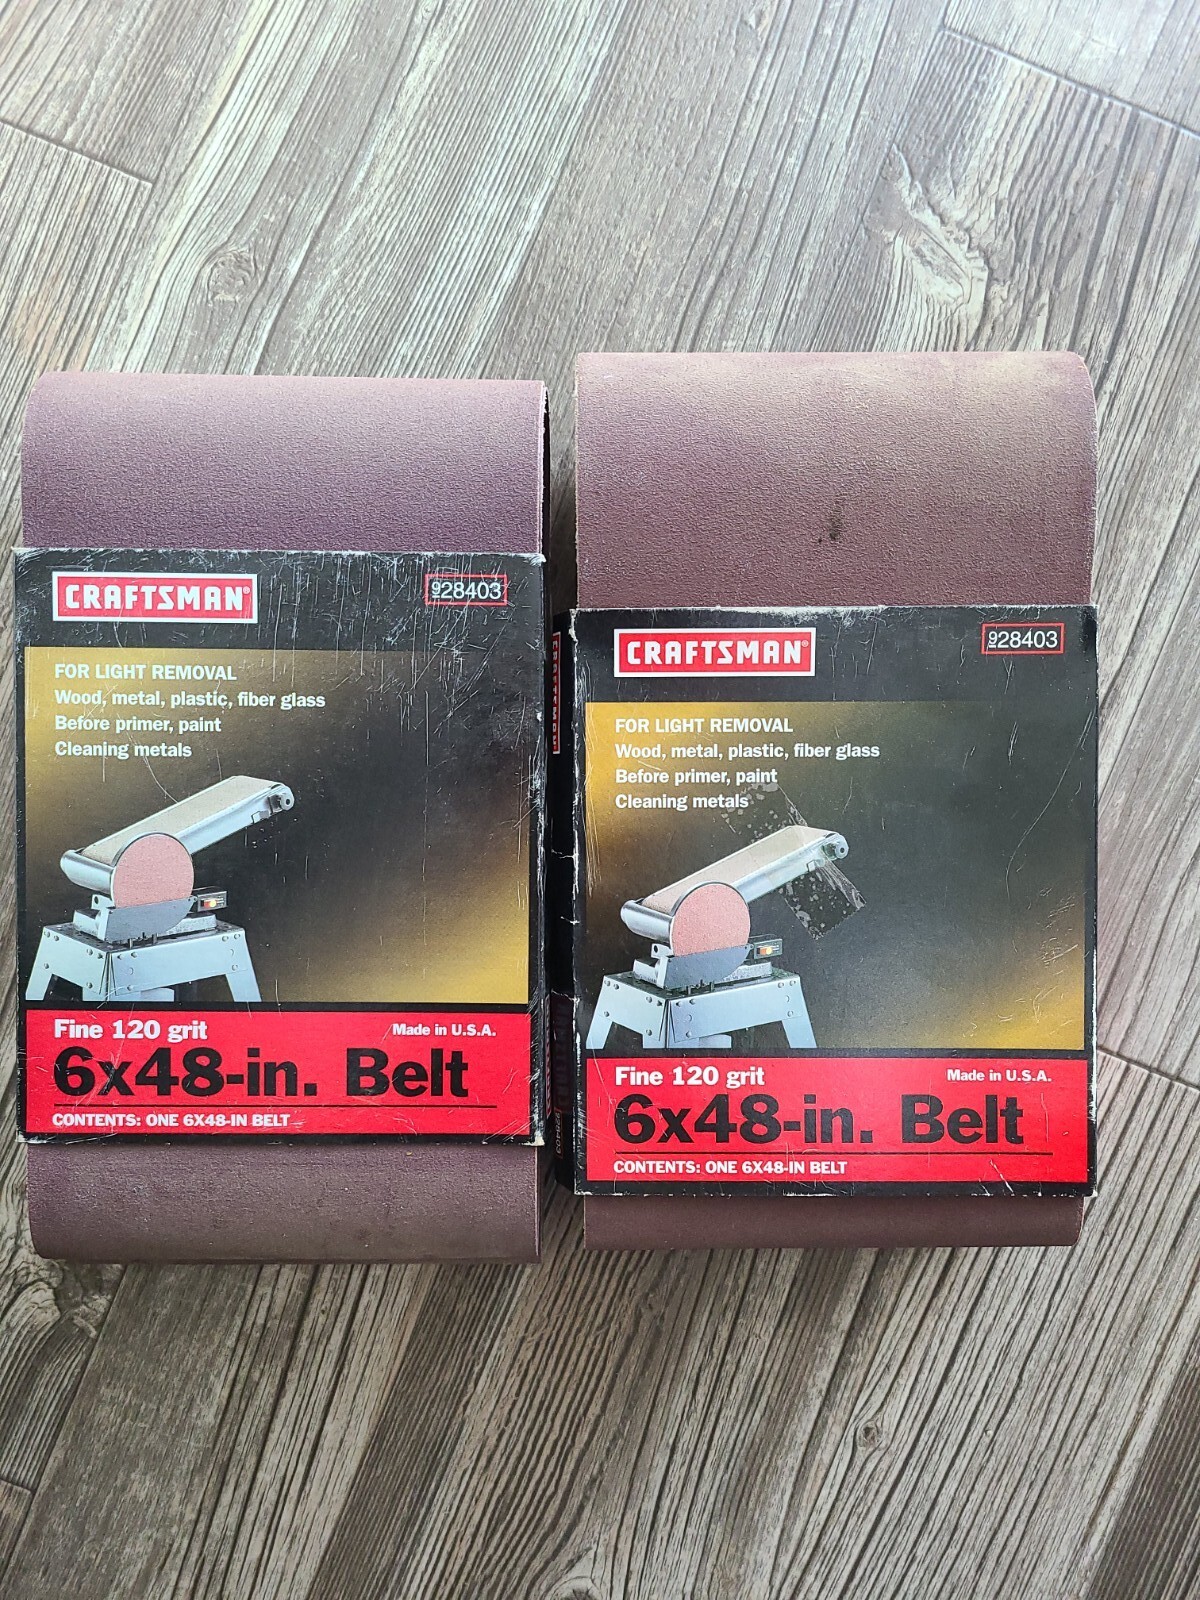 CRAFTSMAN®
928403
FOR LIGHT REMOVAL
Wood, metal, plastic, fiber glass
Before primer, paint
Cleaning metals
Fine 120 grit
Made in U.S.A.
6x48-in. Belt
CONTENTS: ONE 6X48-IN BELT
CRAFTSMAN
928403
CRAFTSMAN®
928403
FOR LIGHT REMOVAL
Wood, metal, plastic, fiber glass
Before primer, paint
Cleaning metals
Fine 120 grit
Made in U.S.A.
6x48-in. Belt
CONTENTS: ONE 6X48-IN BELT